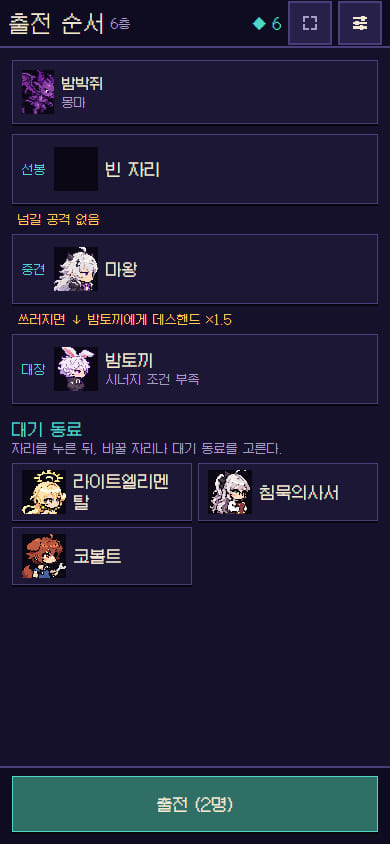 출전 순서 6층
◆ 6
밤박쥐
몽마
선봉 빈 자리
넘길 공격 없음
중견 마왕
쓰러지면 ↓ 밤토끼에게 데스핸드 ×1.5
대장 밤토끼
시너지 조건 부족
대기 동료
자리를 누른 뒤, 바꿀 자리나 대기 동료를 고른다.
라이트엘리멘
탈
침묵의사서
코볼트
출전 (2명)